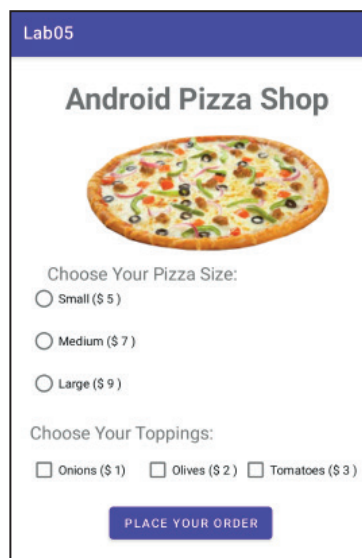 Lab05
Android Pizza Shop
Choose Your Pizza Size:
Small ($ 5 )
Medium ($ 7 )
Large ($ 9 )
Choose Your Toppings:
Onions ($ 1) Olives ($ 2 ) Tomatoes ($ 3 )
PLACE YOUR ORDER